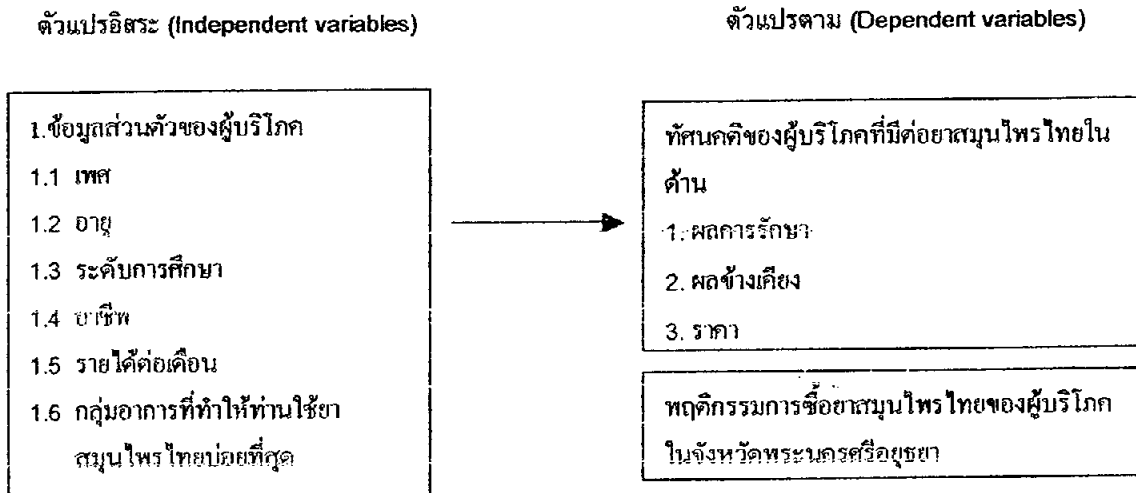 ตัวแปรอิสระ (Independent variables)
ตัวแปรตาม (Dependent variables)
1.ข้อมูลส่วนตัวของผู้บริโภค
1.1 เพศ
1.2 อายุ
1.3 ระดับการศึกษา
1.4 อาชีพ
1.5 รายได้ต่อเดือน
1.6 กลุ่มอาการที่ทำให้ท่านใช้ยา
สมุนไพรไทยบ่อยที่สุด
ทัศนคติของผู้บริโภคที่มีต่อยาสมุนไพรไทยใน
ด้าน
1. ผลการรักษา
2. ผลข้างเคียง
3. ราคา
พฤติกรรมการซื้อยาสมุนไพรไทยของผู้บริโภค
ในจังหวัดพระนครศรีอยุธยา